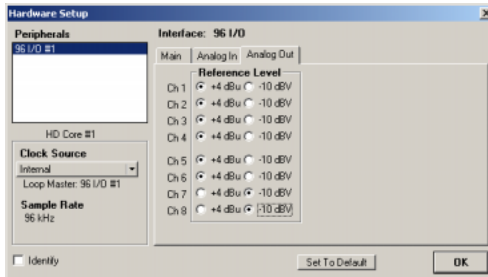 Hardware Setup
Peripherals
96 I/O #1
HD Core #1
Clock Source
Internal
Loop Master: 96 I/O #1
Sample Rate
96 kHz
Identify
Interface: 96 I/O
Main Analog In Analog Out
Reference Level
Ch 1 +4 dBu -10 dBV
Ch 2 +4 dBu -10 dBV
Ch 3 +4 dBu -10 dBV
Ch 4 +4 dBu -10 dBV
Ch 5 +4 dBu -10 dBV
Ch 6 +4 dBu -10 dBV
Ch 7 +4 dBu -10 dBV
Ch 8 +4 dBu -10 dBV
Set To Default
OK